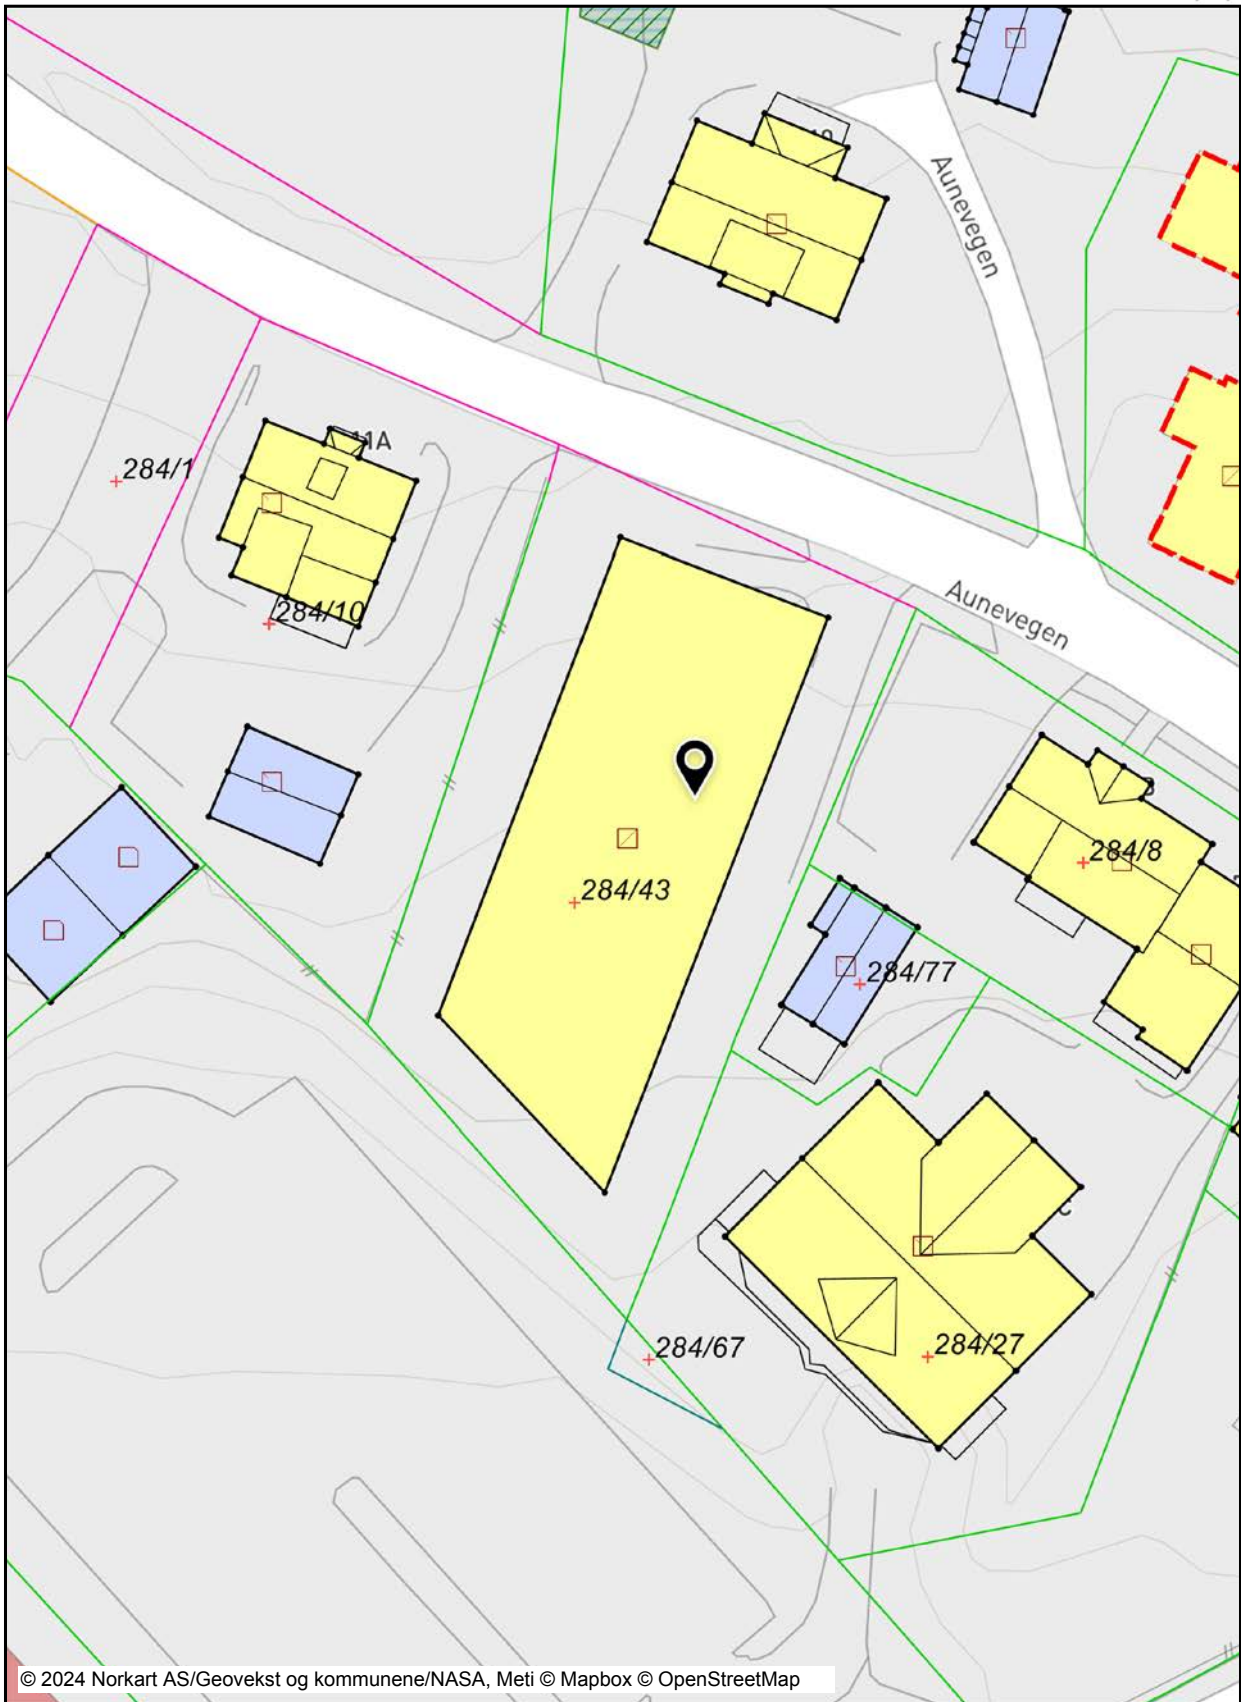 Aunevegen
11A
284/1
284/10
Aunevegen
284/8
284/43
284/77
284/67
284/27
© 2024 Norkart AS/Geovekst og kommunene/NASA, Meti © Mapbox © OpenStreetMap